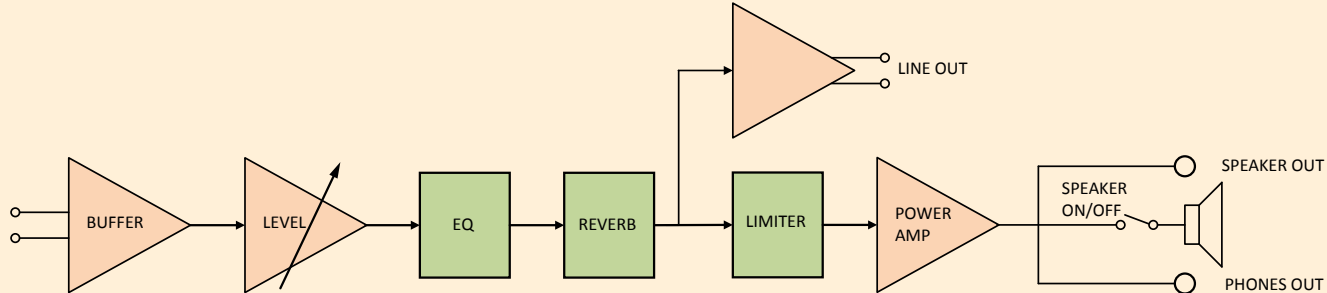 LINE OUT
BUFFER
LEVEL
EQ
REVERB
LIMITER
POWER
AMP
SPEAKER
ON/OFF
SPEAKER OUT
PHONES OUT